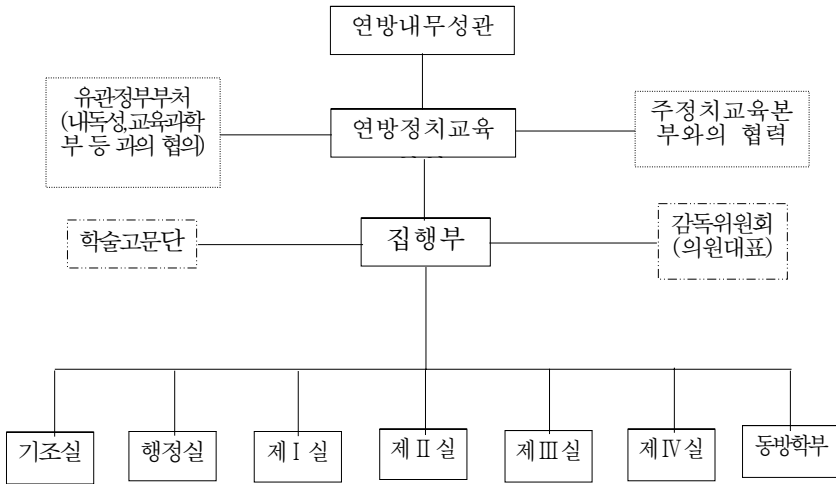 연방내무성관
유관정부부처
(내독성,교육과학
부 등 과의 협의)
연방정치교육
주정치교육본
부와의 협력
학술고문단
집행부
감독위원회
(의원대표)
기조실
행정실
제Ⅰ실
제Ⅱ실
제Ⅲ실
제Ⅳ실
동방학부